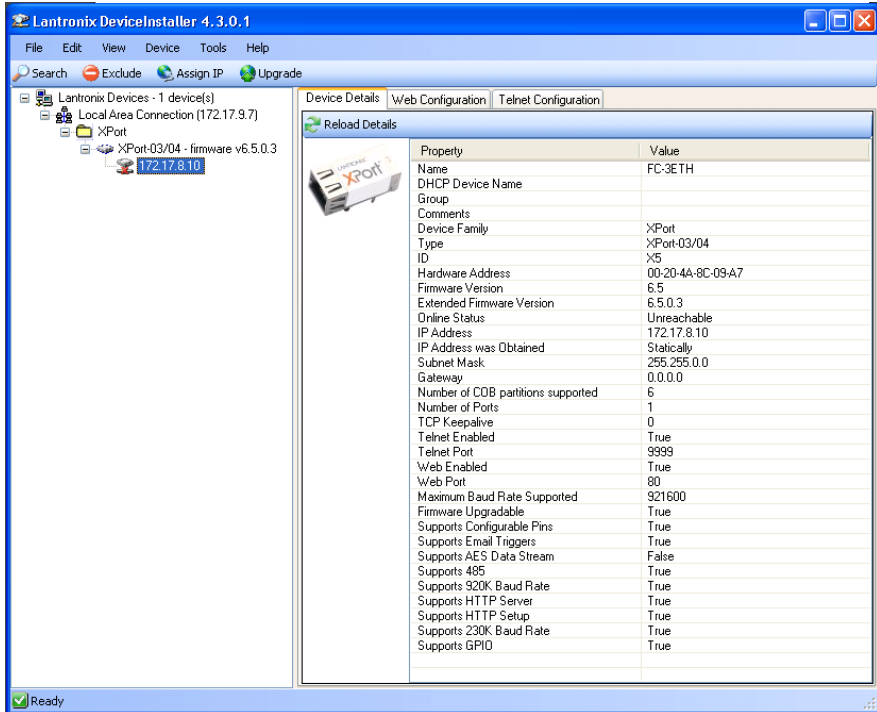 Lantronix DeviceInstaller 4.3.0.1
File Edit View Device Tools Help
Search Exclude Assign IP Upgrade
Lantronix Devices - 1 device(s)
Local Area Connection (172.17.9.7)
XPort
XPort-03/04 - firmware v6.5.0.3
172.17.8.10
Device Details Web Configuration Telnet Configuration
Reload Details
LANTRONIX
XPort
Property Value
Name FC-3ETH
DHCP Device Name
Group
Comments
Device Family XPort
Type XPort-03/04
ID X5
Hardware Address 00-20-4A-8C-09-A7
Firmware Version 6.5
Extended Firmware Version 6.5.0.3
Online Status Unreachable
IP Address 172.17.8.10
IP Address was Obtained Statically
Subnet Mask 255.255.0.0
Gateway 0.0.0.0
Number of COB partitions supported 6
Number of Ports 1
TCP Keepalive 0
Telnet Enabled True
Telnet Port 9999
Web Enabled True
Web Port 80
Maximum Baud Rate Supported 921600
Firmware Upgradable True
Supports Configurable Pins True
Supports Email Triggers True
Supports AES Data Stream False
Supports 485 True
Supports 920K Baud Rate True
Supports HTTP Server True
Supports HTTP Setup True
Supports 230K Baud Rate True
Supports GPIO True
Ready